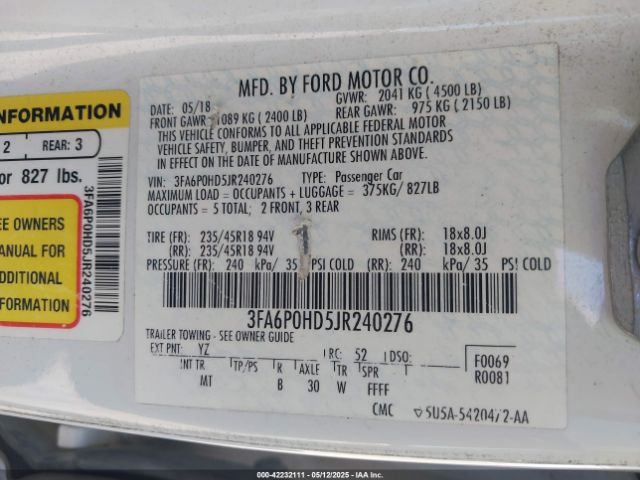 NFORMATION
2 REAR: 3
or 827 lbs.
EE OWNERS
ANUAL FOR
DDITIONAL
FORMATION
3FA6P0HD5JR240276
MFD. BY FORD MOTOR CO.
05/18 GVWR: 2041 KG ( 4500 LB)
FRONT GAWR: 1089 KG ( 2400 LB) REAR GAWR: 975 KG ( 2150 LB)
THIS VEHICLE CONFORMS TO ALL APPLICABLE FEDERAL MOTOR
VEHICLE SAFETY, BUMPER, AND THEFT PREVENTION STANDARDS
IN EFFECT ON THE DATE OF MANUFACTURE SHOWN ABOVE.
VIN: 3FA6P0HD5JR240276 TYPE: Passenger Car
MAXIMUM LOAD = OCCUPANTS + LUGGAGE = 375KG/ 827LB
OCCUPANTS = 5 TOTAL; 2 FRONT, 3 REAR
TIRE (FR): 235/45R18 94V RIMS (FR): 18x8.0J
(RR): 235/45R18 94V (RR): 18x8.0J
PRESSURE (FR): 240 kPa/ 35 PSI COLD (RR): 240 kPa/ 35 PSI COLD
3FA6P0HD5JR240276
TRAILER TOWING - SEE OWNER GUIDE
EXT PNT: YZ RC: 52 DSO: F0069
INT TR TP/PS R AXLE TR SPR R0081
MT B 30 W FFFF
CMC 5U5A-5420472-AA
000-42232111 - 05/12/2025 - IAAI.COM